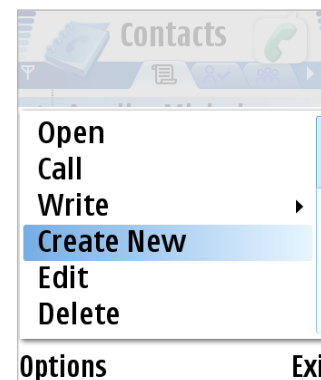 Contacts
Open
Call
Write
Create New
Edit
Delete
Options